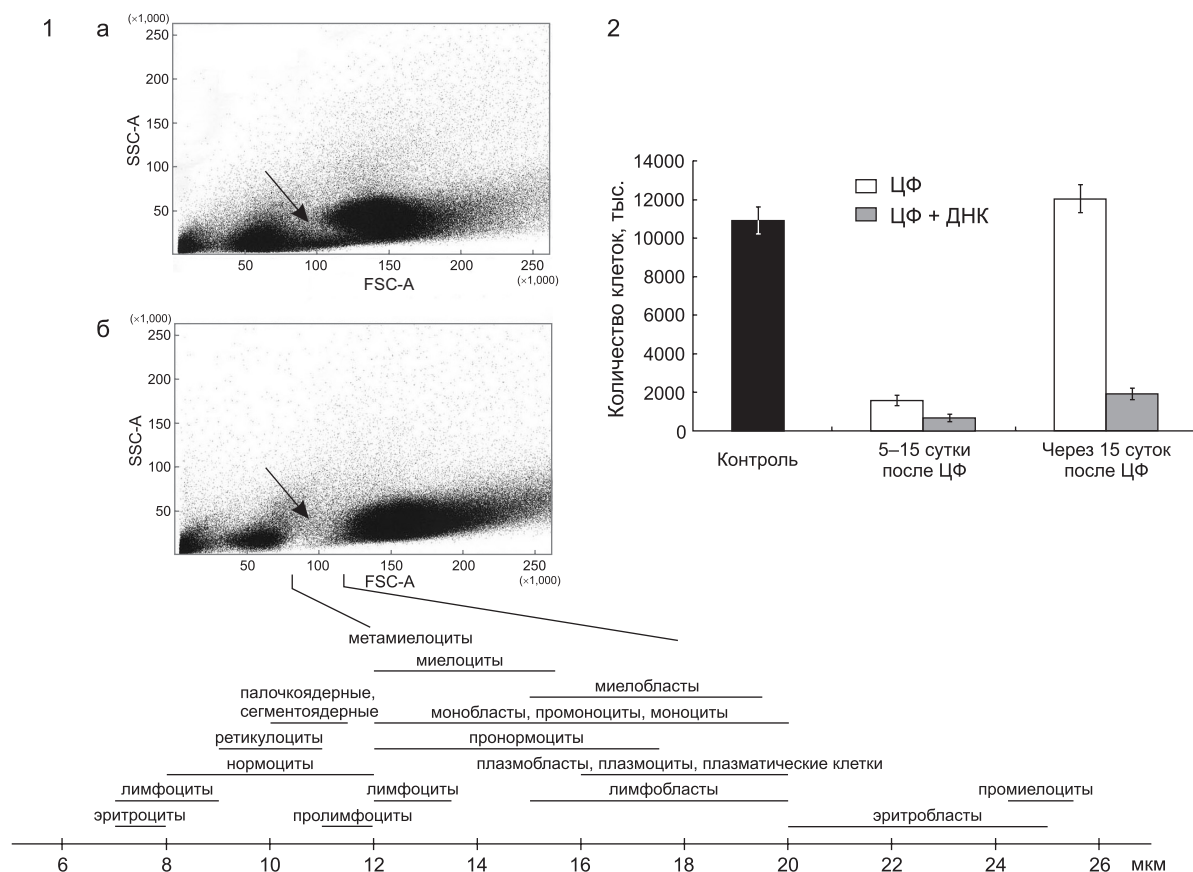 1
а
(×1,000)
250
200
150
100
50
SSC-A
50 100 150 200 250
FSC-A (×1,000)
б
(×1,000)
250
200
150
100
50
SSC-A
50 100 150 200 250
FSC-A (×1,000)
2
Количество клеток, тыс.
14000
12000
10000
8000
6000
4000
2000
0
ЦФ
ЦФ + ДНК
Контроль
5–15 сутки
после ЦФ
Через 15 суток
после ЦФ
метамиелоциты
миелоциты
миелобласты
палочкоядерные,
сегментоядерные
монобласты, промоноциты, моноциты
ретикулоциты пронормоциты
нормоциты плазмобласты, плазмоциты, плазматические клетки
лимфоциты лимфоциты лимфобласты промиелоциты
эритроциты пролимфоциты эритробласты
6 8 10 12 14 16 18 20 22 24 26 мкм